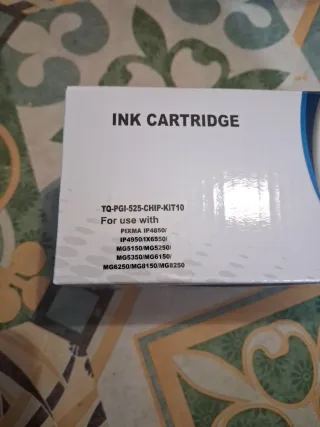 INK CARTRIDGE
TQ-PGI-525-CHIP-KIT10
For use with
PIXMA IP4850/
IP4950/IX6550/
MG5150/MG5250/
MG5350/MG6150/
MG6250/MG8150/MG8250